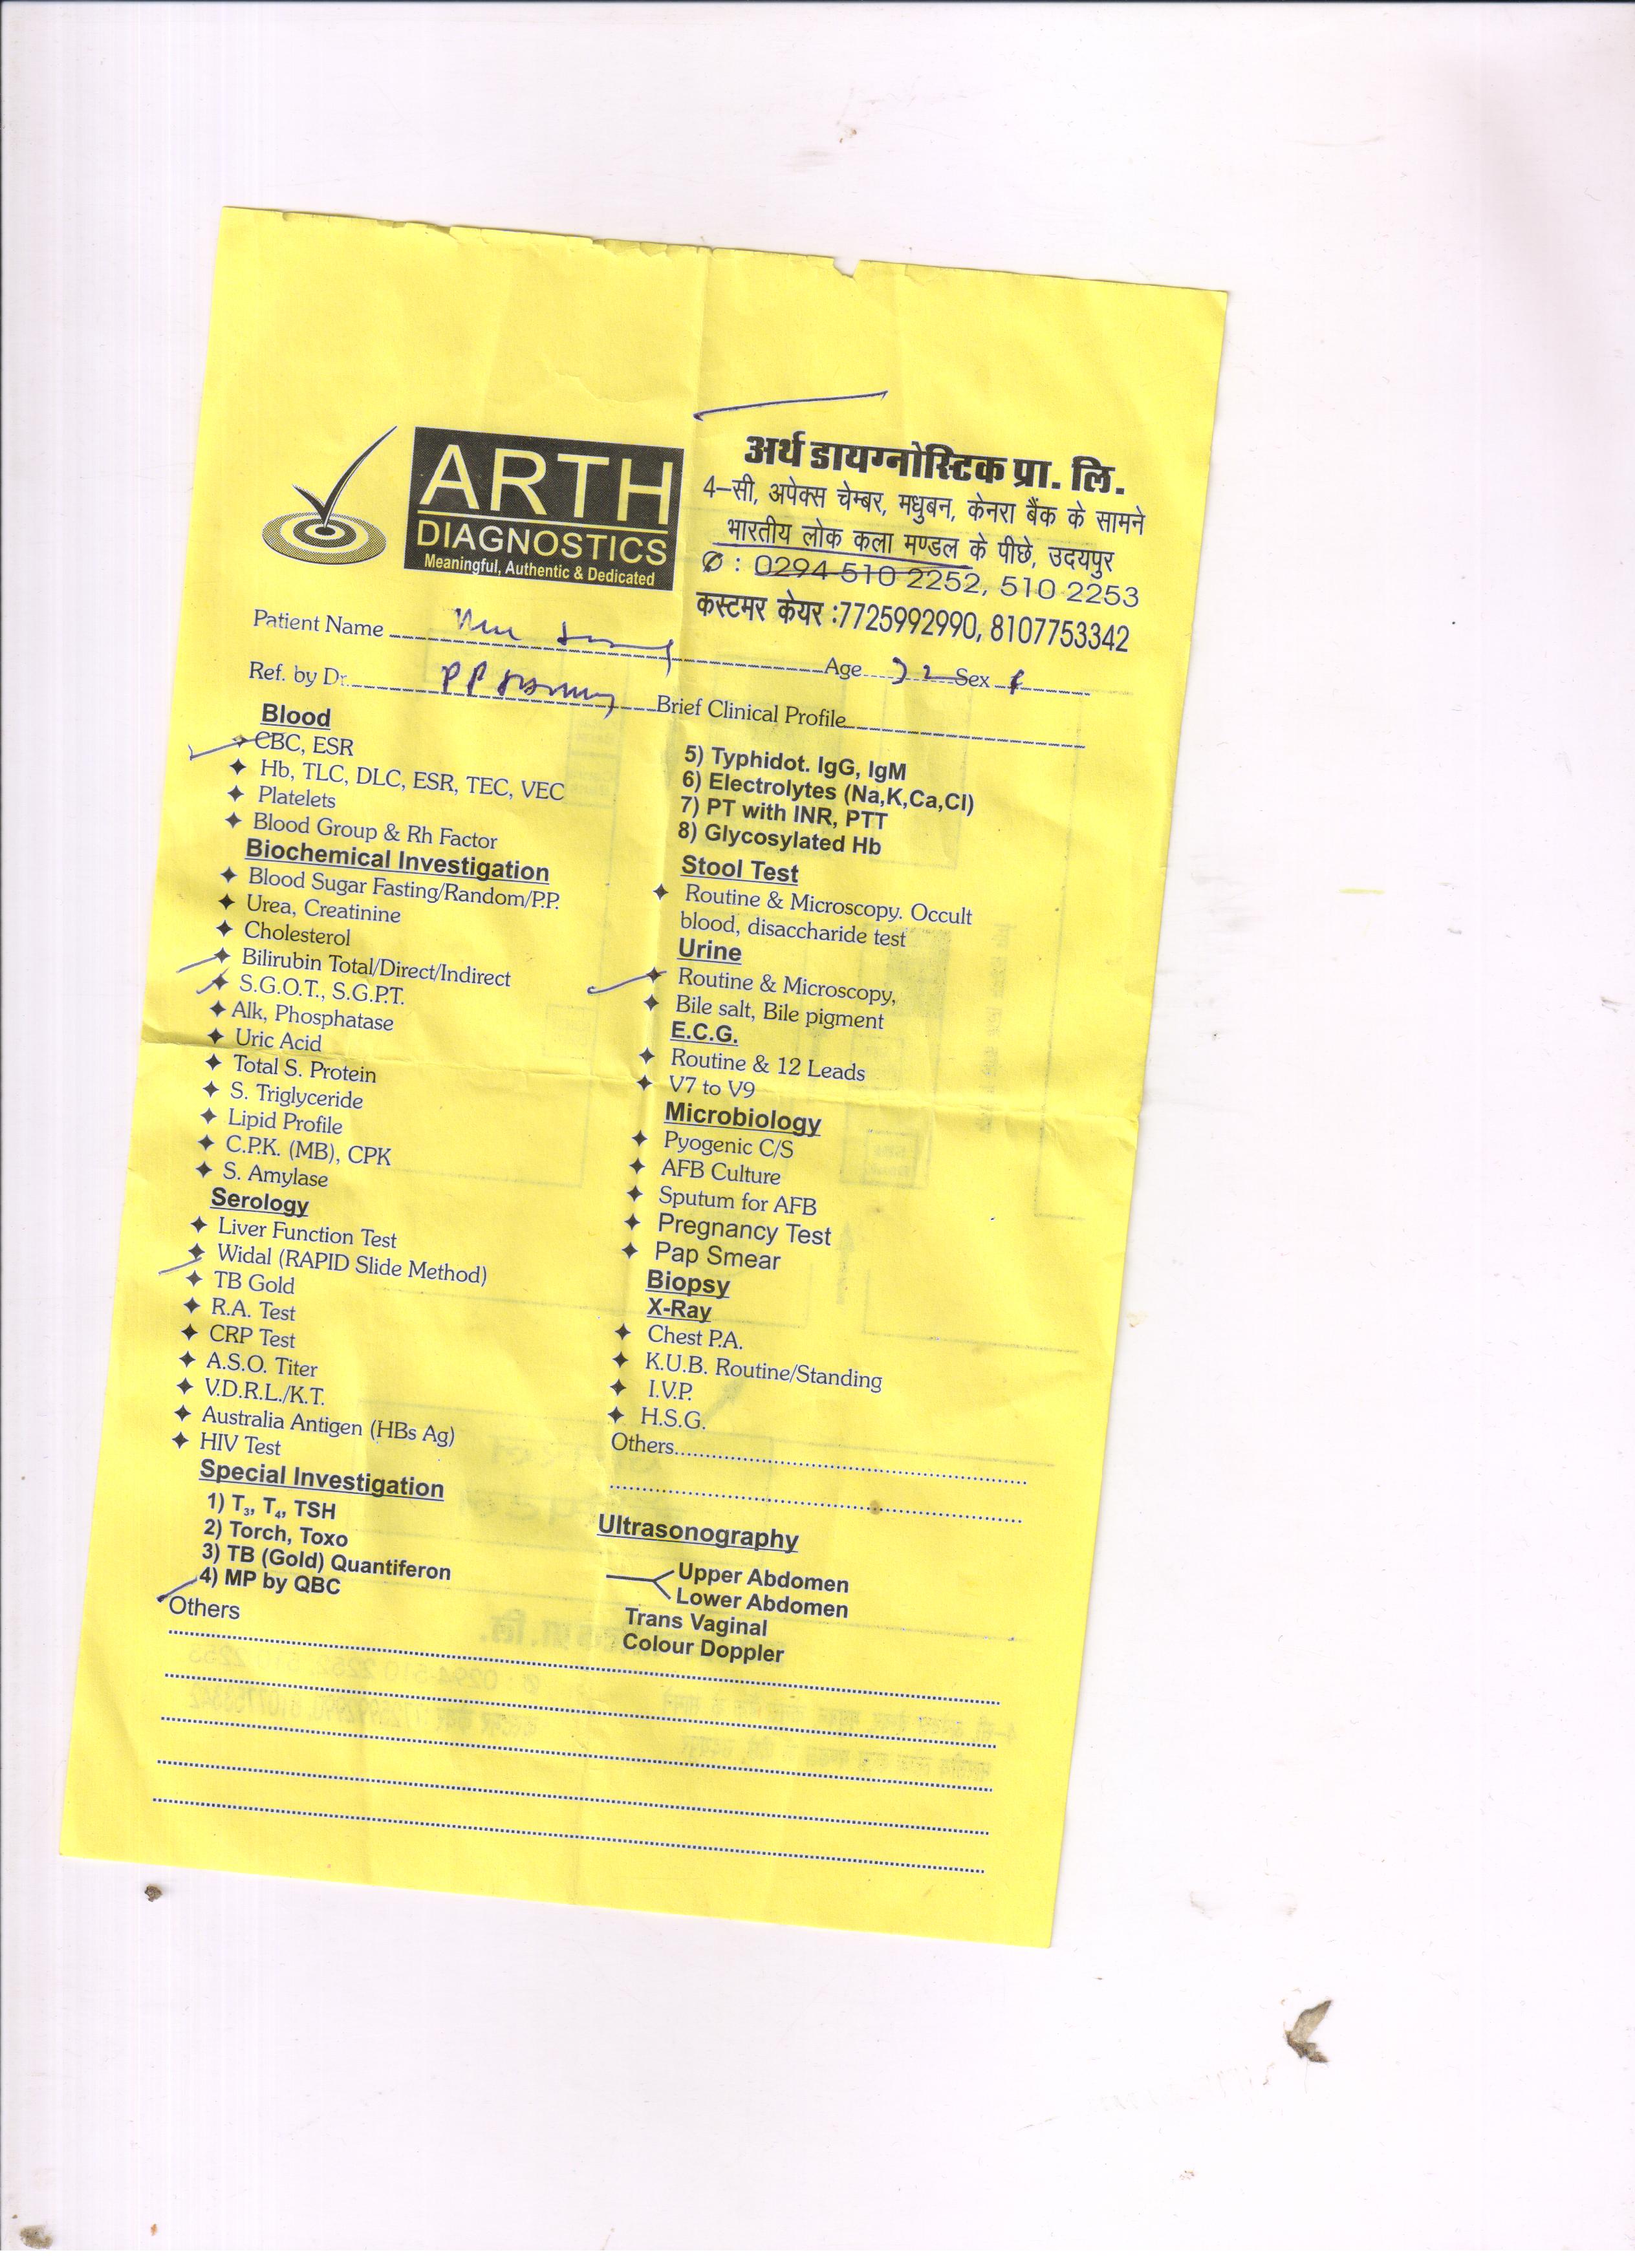 ARTH
DIAGNOSTICS
Meaningful, Authentic & Dedicated
अर्थ डायग्नोस्टिक प्रा. लि.
4–सी, अपेक्स चेम्बर, मधुबन, केनरा बैंक के सामने
भारतीय लोक कला मण्डल के पीछे, उदयपुर
✆ : 0294-510 2252, 510 2253
कस्टमर केयर :7725992990, 8107753342
Patient Name
Age 32 Sex f
Ref. by Dr. P P
Brief Clinical Profile
Blood
CBC, ESR
Hb, TLC, DLC, ESR, TEC, VEC
Platelets
Blood Group & Rh Factor
Biochemical Investigation
Blood Sugar Fasting/Random/P.P.
Urea, Creatinine
Cholesterol
Bilirubin Total/Direct/Indirect
S.G.O.T., S.G.P.T.
Alk, Phosphatase
Uric Acid
Total S. Protein
S. Triglyceride
Lipid Profile
C.P.K. (MB), CPK
S. Amylase
Serology
Liver Function Test
Widal (RAPID Slide Method)
TB Gold
R.A. Test
CRP Test
A.S.O. Titer
V.D.R.L./K.T.
Australia Antigen (HBs Ag)
HIV Test
Special Investigation
1) T₃, T₄, TSH
2) Torch, Toxo
3) TB (Gold) Quantiferon
4) MP by QBC
Others
5) Typhidot. IgG, IgM
6) Electrolytes (Na,K,Ca,Cl)
7) PT with INR, PTT
8) Glycosylated Hb
Stool Test
Routine & Microscopy. Occult
blood, disaccharide test
Urine
Routine & Microscopy,
Bile salt, Bile pigment
E.C.G.
Routine & 12 Leads
V7 to V9
Microbiology
Pyogenic C/S
AFB Culture
Sputum for AFB
Pregnancy Test
Pap Smear
Biopsy
X-Ray
Chest P.A.
K.U.B. Routine/Standing
I.V.P.
H.S.G.
Others
Ultrasonography
Upper Abdomen
Lower Abdomen
Trans Vaginal
Colour Doppler